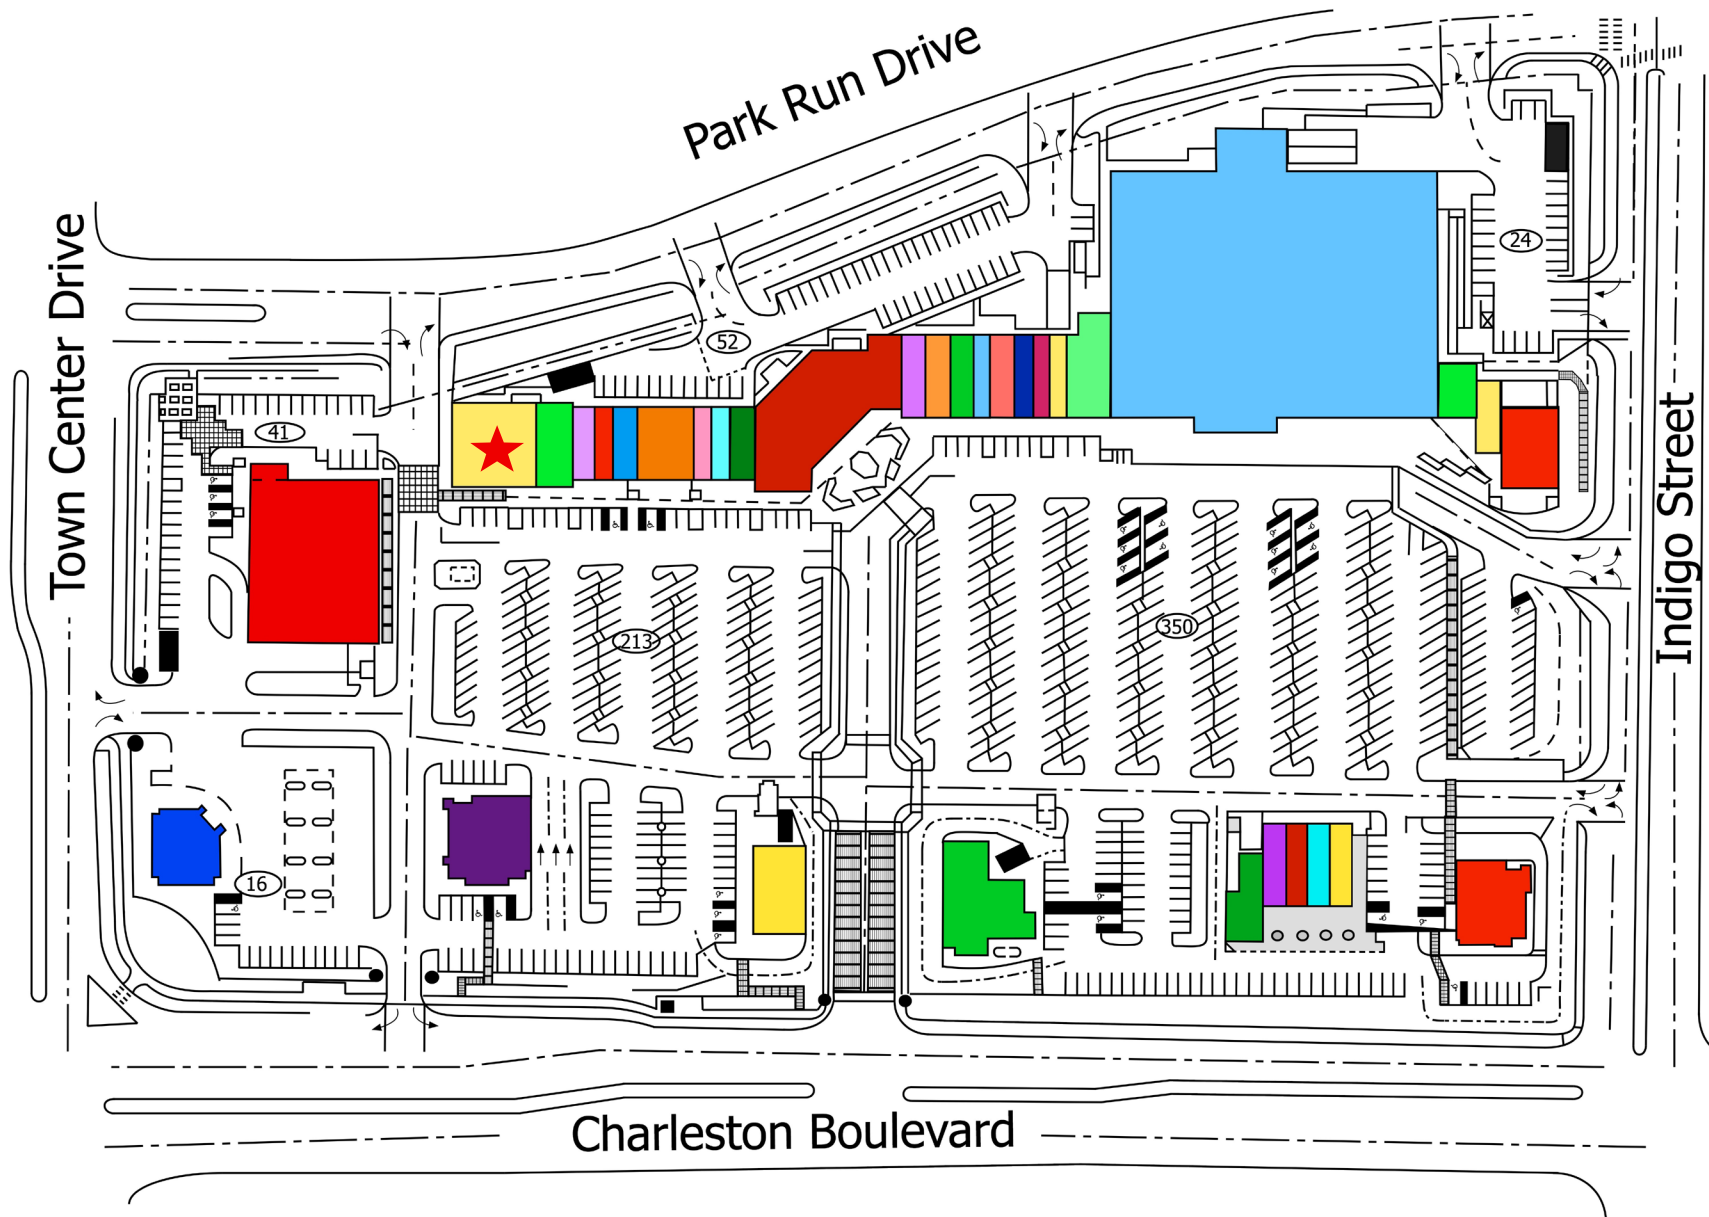 Park Run Drive
Town Center Drive
24
52
41
Indigo Street
213
350
16
Charleston Boulevard